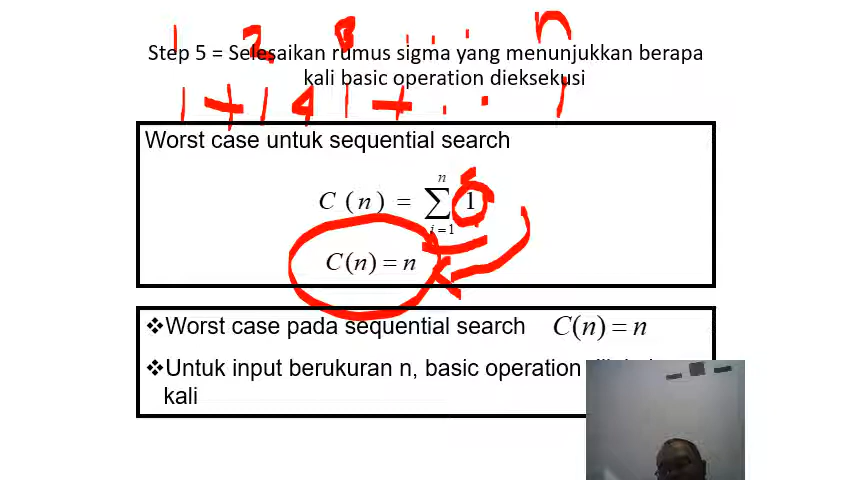 1 2 3 . . . n
Step 5 = Selesaikan rumus sigma yang menunjukkan berapa
kali basic operation dieksekusi
1 + 1 + 1 + . . 1
Worst case untuk sequential search
C(n) = ∑ i=1 n 1
C(n) = n
❖Worst case pada sequential search C(n) = n
❖Untuk input berukuran n, basic operation
kali